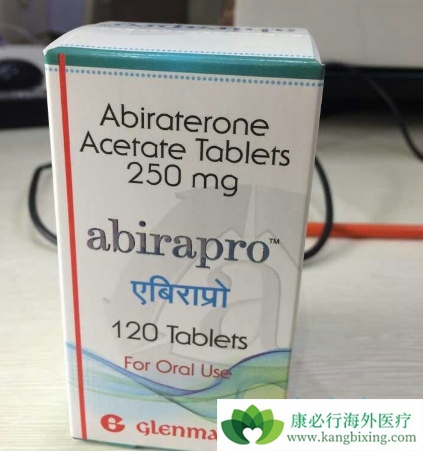 Abiraterone
Acetate Tablets
250 mg
abirapro™
एबिराप्रो
120 Tablets
For Oral Use
康必行海外医疗
www.kangbixing.com